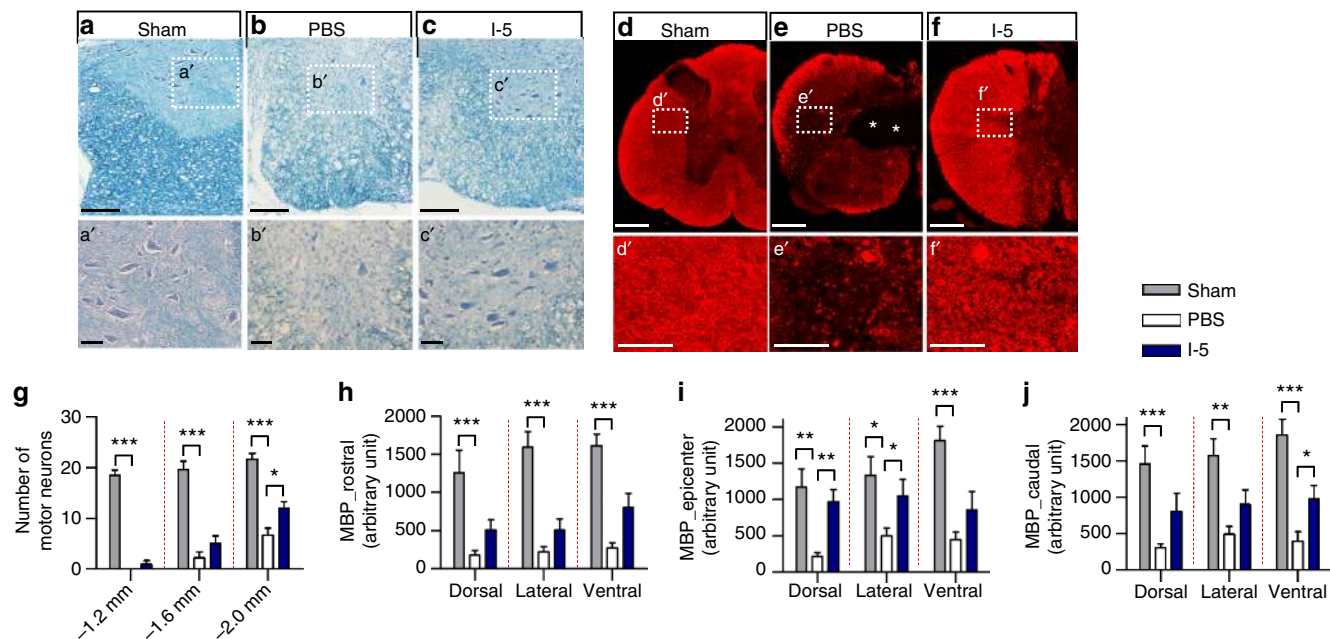 a Sham
b PBS
c I-5
a′
b′
c′
a′
b′
c′
d Sham
e PBS
f I-5
d′
e′
* *
f′
d′
e′
f′
Sham
PBS
I-5
g
Number of
motor neurons
30
20
10
0
***
***
***
*
–1.2 mm
–1.6 mm
–2.0 mm
h
MBP_rostral
(arbitrary unit)
2000
1500
1000
500
0
***
***
***
Dorsal Lateral Ventral
i
MBP_epicenter
(arbitrary unit)
2000
1500
1000
500
0
**
**
*
*
***
Dorsal Lateral Ventral
j
MBP_caudal
(arbitrary unit)
2000
1500
1000
500
0
***
**
***
*
Dorsal Lateral Ventral